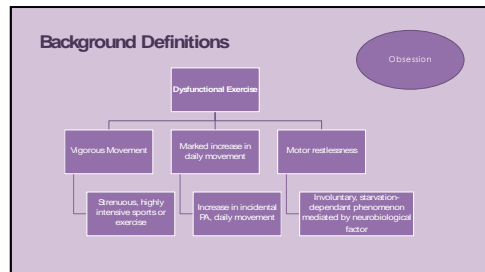 Background Definitions
Obsession
Dysfunctional Exercise
Vigorous Movement
Marked increase in
daily movement
Motor restlessness
Strenuous, highly
intensive sports or
exercise
Increase in incidental
PA, daily movement
Involuntary, starvation-
dependant phenomenon
mediated by neurobiological
factor